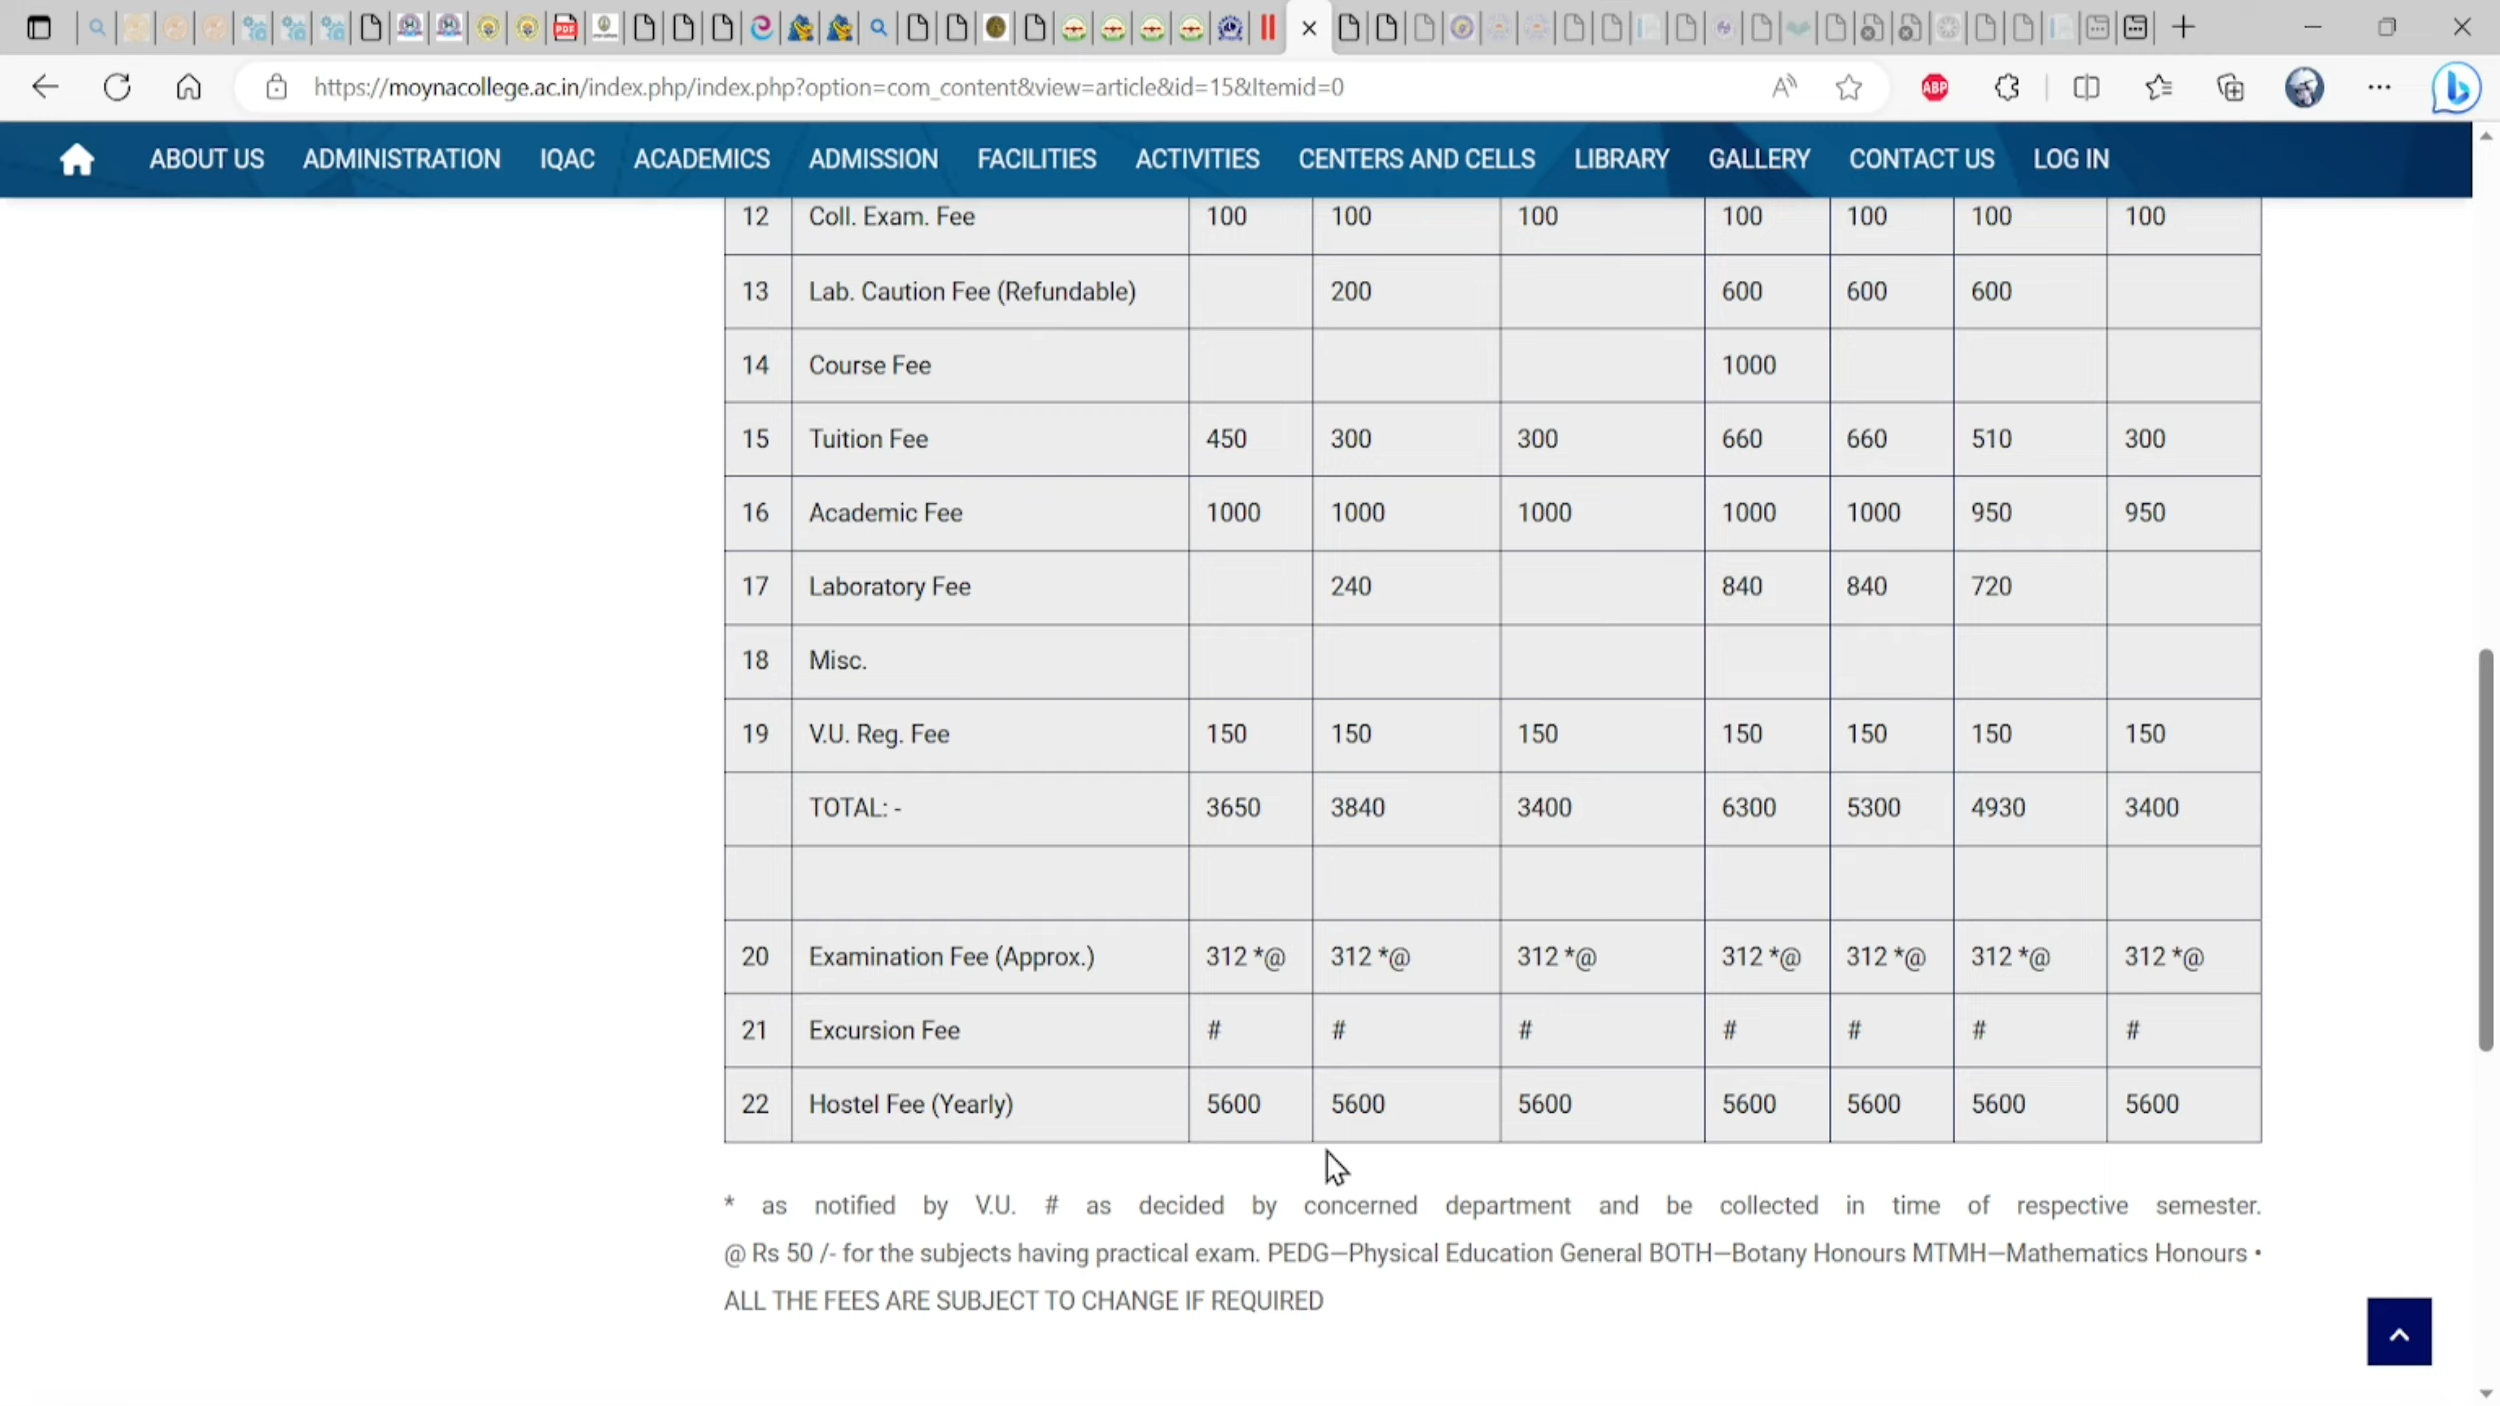 PDF
https://moynacollege.ac.in/index.php/index.php?option=com_content&view=article&id=15&Itemid=0
ABP
ABOUT US ADMINISTRATION IQAC ACADEMICS ADMISSION FACILITIES ACTIVITIES CENTERS AND CELLS LIBRARY GALLERY CONTACT US LOG IN
12 Coll. Exam. Fee 100 100 100 100 100 100 100
13 Lab. Caution Fee (Refundable) 200 600 600 600
14 Course Fee 1000
15 Tuition Fee 450 300 300 660 660 510 300
16 Academic Fee 1000 1000 1000 1000 1000 950 950
17 Laboratory Fee 240 840 840 720
18 Misc.
19 V.U. Reg. Fee 150 150 150 150 150 150 150
TOTAL: - 3650 3840 3400 6300 5300 4930 3400
20 Examination Fee (Approx.) 312 *@ 312 *@ 312 *@ 312 *@ 312 *@ 312 *@ 312 *@
21 Excursion Fee # # # # # # #
22 Hostel Fee (Yearly) 5600 5600 5600 5600 5600 5600 5600
* as notified by V.U. # as decided by concerned department and be collected in time of respective semester.
@ Rs 50 /- for the subjects having practical exam. PEDG—Physical Education General BOTH—Botany Honours MTMH—Mathematics Honours •
ALL THE FEES ARE SUBJECT TO CHANGE IF REQUIRED